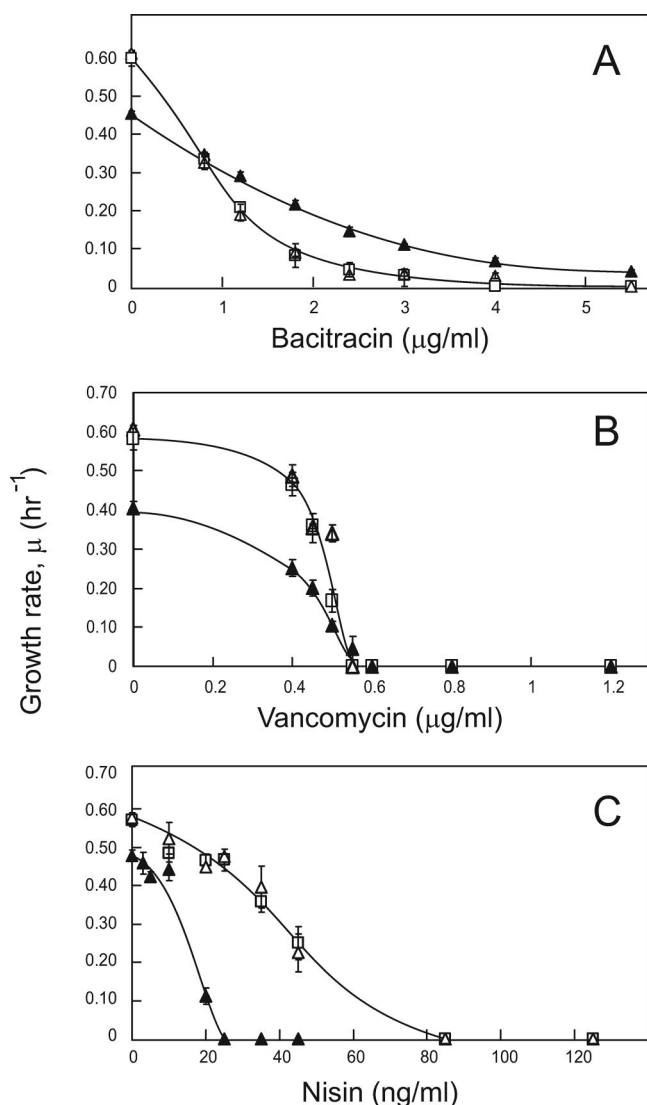 A
0.60
0.50
0.40
0.30
0.20
0.10
0
0 1 2 3 4 5
Bacitracin (μg/ml)
B
0.70
0.60
0.50
0.40
0.30
0.20
0.10
0
0 0.2 0.4 0.6 0.8 1 1.2
Vancomycin (μg/ml)
Growth rate, μ (hr⁻¹)
C
0.70
0.60
0.50
0.40
0.30
0.20
0.10
0
0 20 40 60 80 100 120
Nisin (ng/ml)